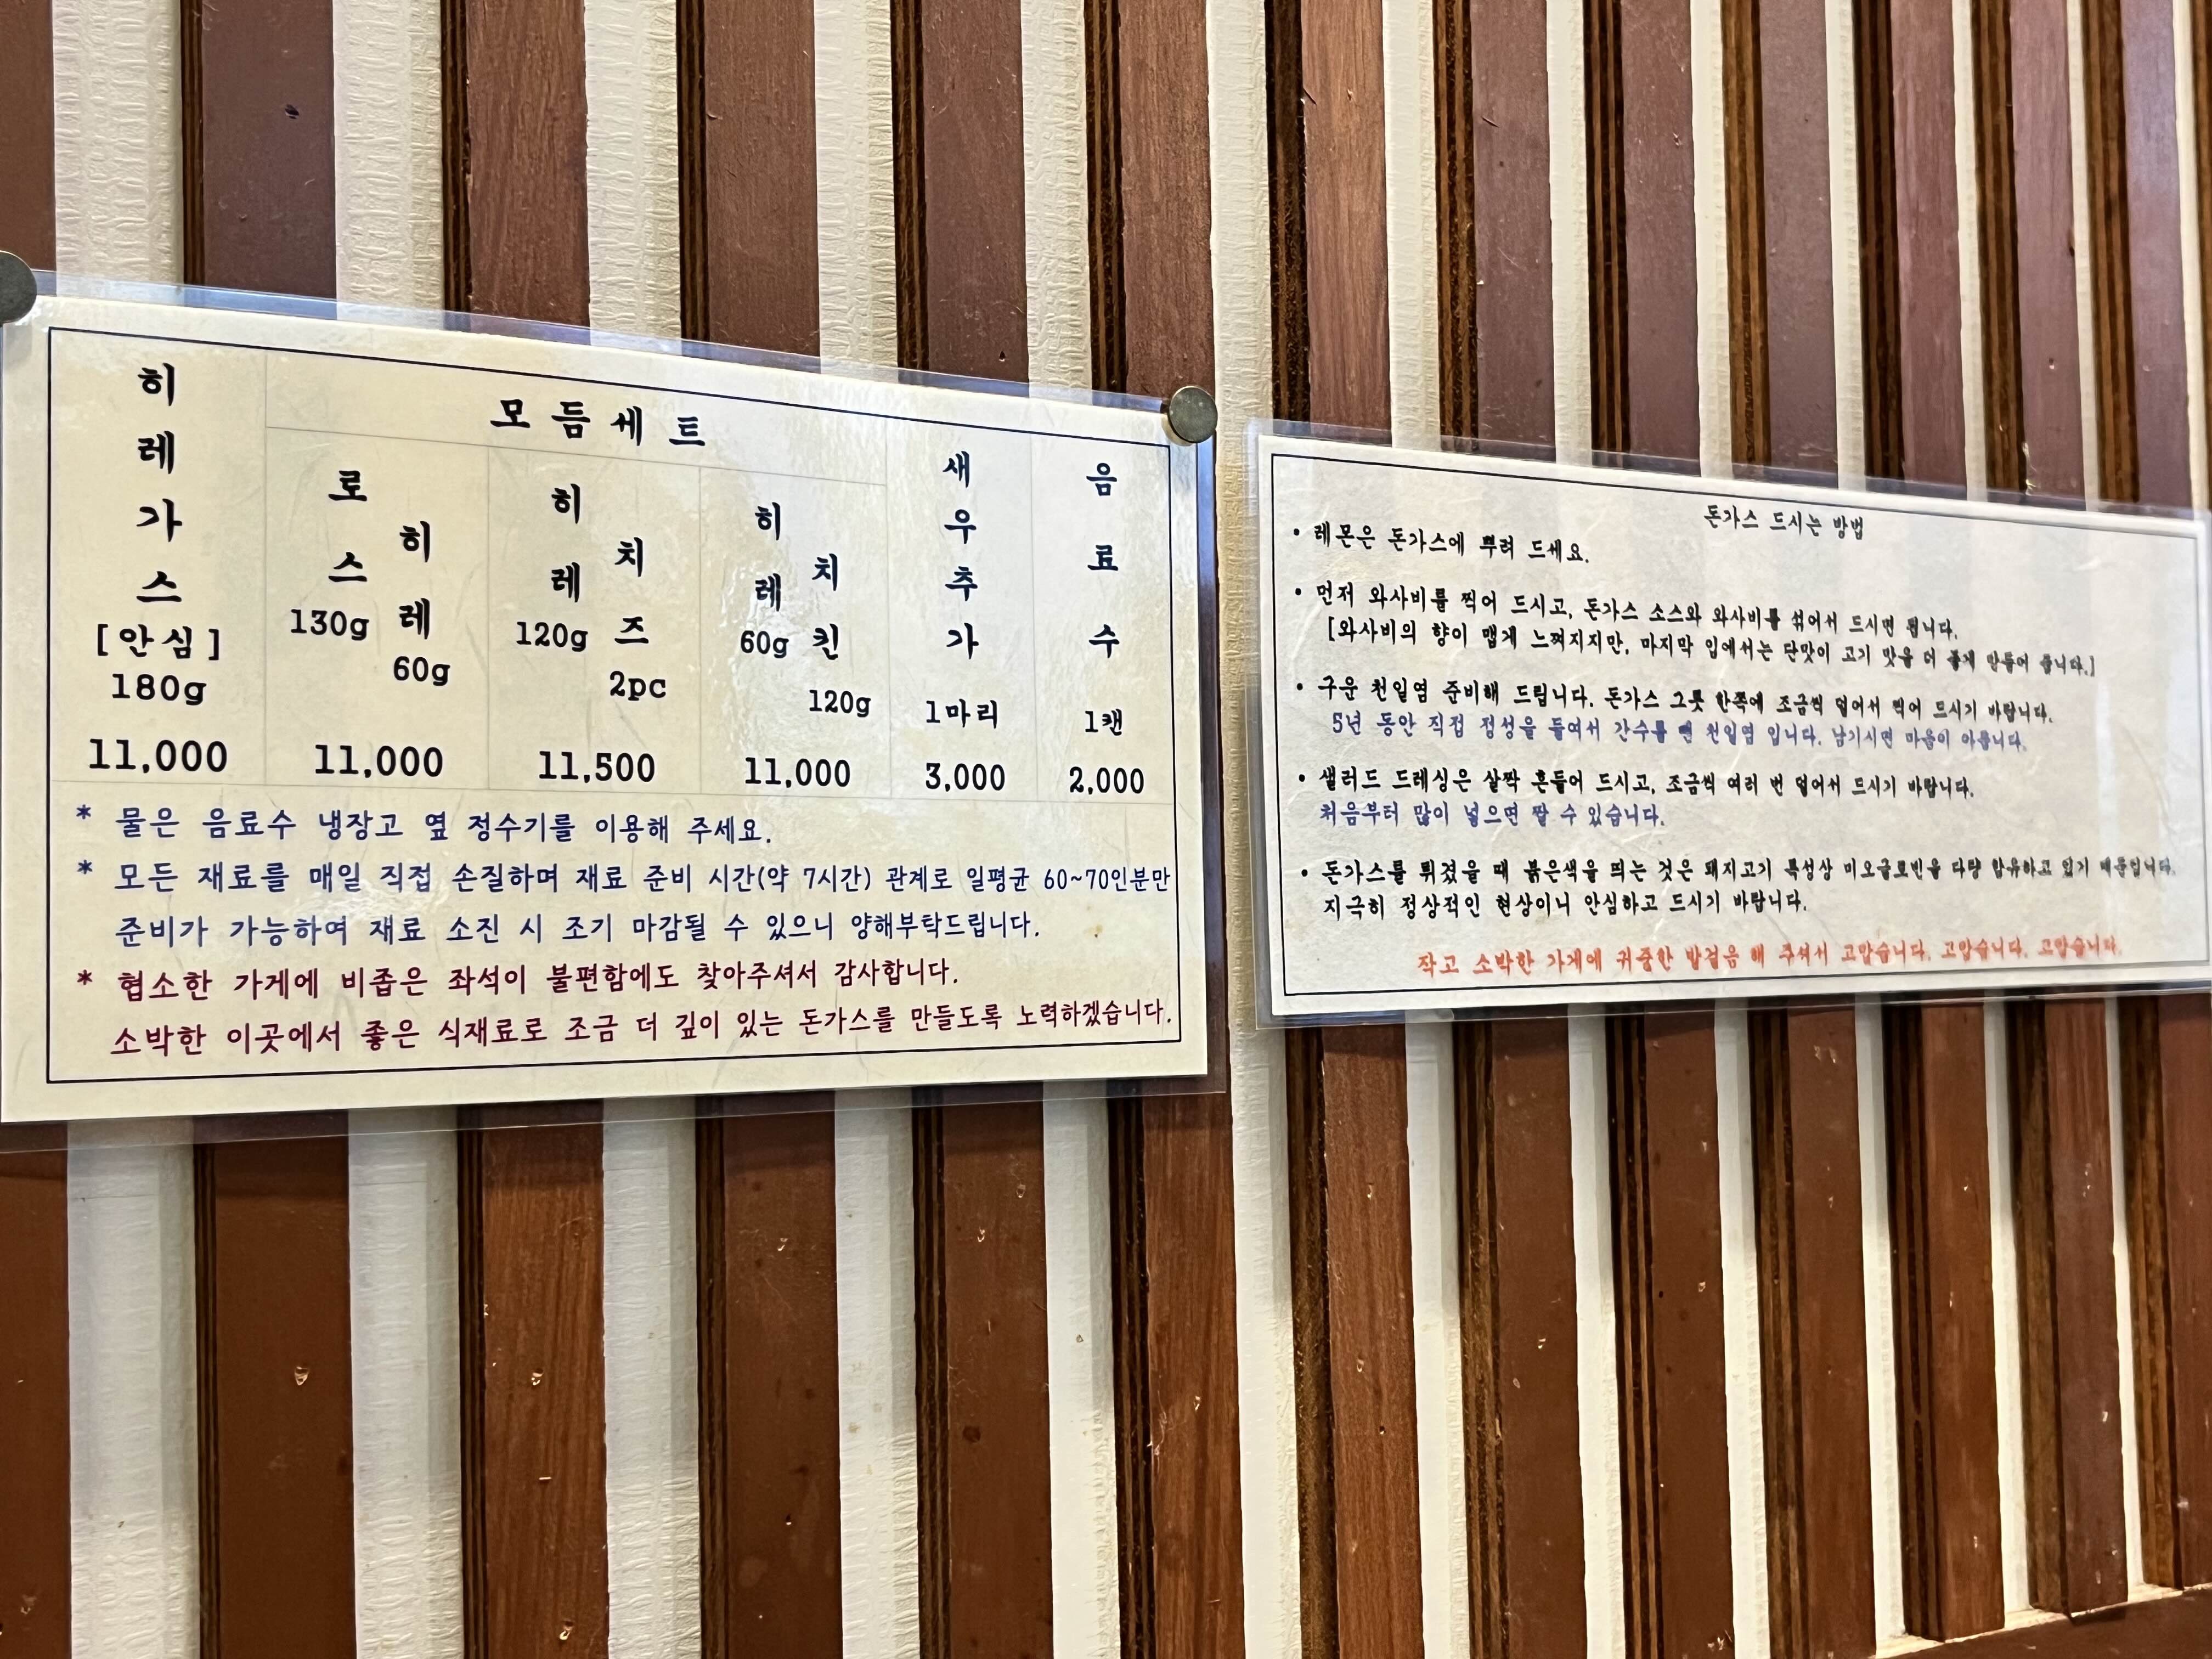 히레가스
[안심]
180g
11,000
모듬세트
로스
130g
히레
60g
11,000
히레
120g
치즈
2pc
11,500
히레
60g
치킨
120g
11,000
새우추가
1마리
3,000
음료수
1캔
2,000
* 물은 음료수 냉장고 옆 정수기를 이용해 주세요.
* 모든 재료를 매일 직접 손질하며 재료 준비 시간(약 7시간) 관계로 일평균 60~70인분만
준비가 가능하여 재료 소진 시 조기 마감될 수 있으니 양해부탁드립니다.
* 협소한 가게에 비좁은 좌석이 불편함에도 찾아주셔서 감사합니다.
소박한 이곳에서 좋은 식재료로 조금 더 깊이 있는 돈가스를 만들도록 노력하겠습니다.
돈가스 드시는 방법
• 레몬은 돈가스에 뿌려 드세요.
• 먼저 와사비를 찍어 드시고, 돈가스 소스와 와사비를 섞어서 드시면 됩니다.
[와사비의 향이 맵게 느껴지지만, 마지막 입에서는 단맛이 고기 맛을 더 좋게 만들어 줍니다.]
• 구운 천일염 준비해 드립니다. 돈가스 그릇 한쪽에 조금씩 덜어서 찍어 드시기 바랍니다.
5년 동안 직접 정성을 들여서 간수를 뺀 천일염 입니다. 남기시면 마음이 아픕니다.
• 샐러드 드레싱은 살짝 흔들어 드시고, 조금씩 여러 번 덜어서 드시기 바랍니다.
처음부터 많이 넣으면 짤 수 있습니다.
• 돈가스를 튀겼을 때 붉은색을 띄는 것은 돼지고기 특성상 미오글로빈을 다량 함유하고 있기 때문입니다.
지극히 정상적인 현상이니 안심하고 드시기 바랍니다.
작고 소박한 가게에 귀중한 발걸음 해 주셔서 고맙습니다. 고맙습니다. 고맙습니다.